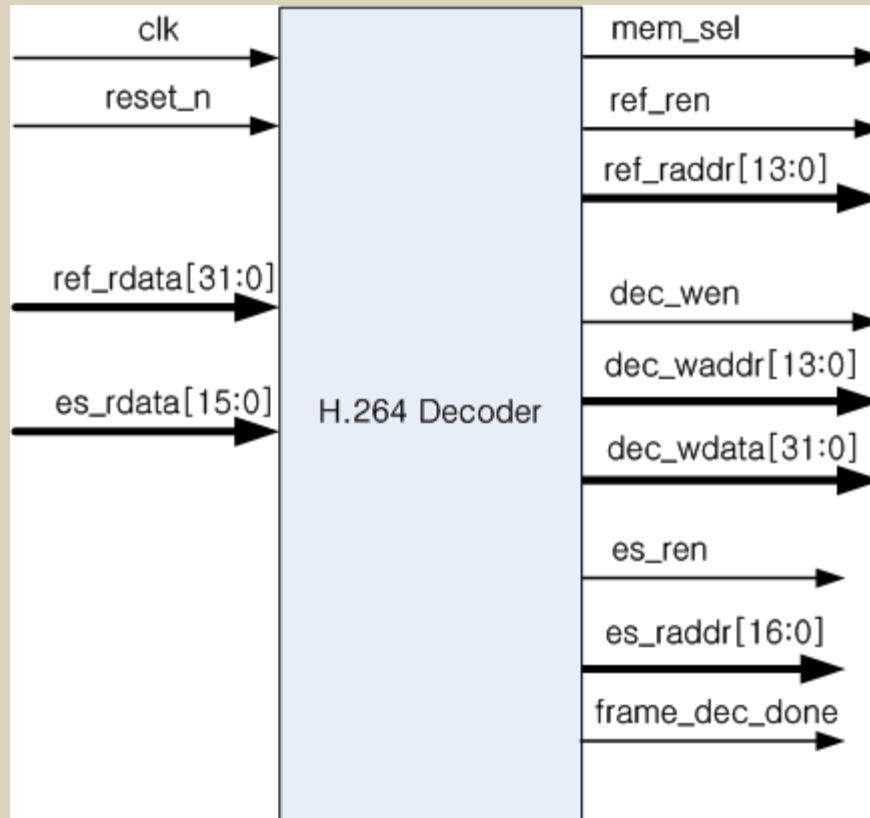 clk
reset_n
ref_rdata[31:0]
es_rdata[15:0]
H.264 Decoder
mem_sel
ref_ren
ref_raddr[13:0]
dec_wen
dec_waddr[13:0]
dec_wdata[31:0]
es_ren
es_raddr[16:0]
frame_dec_done